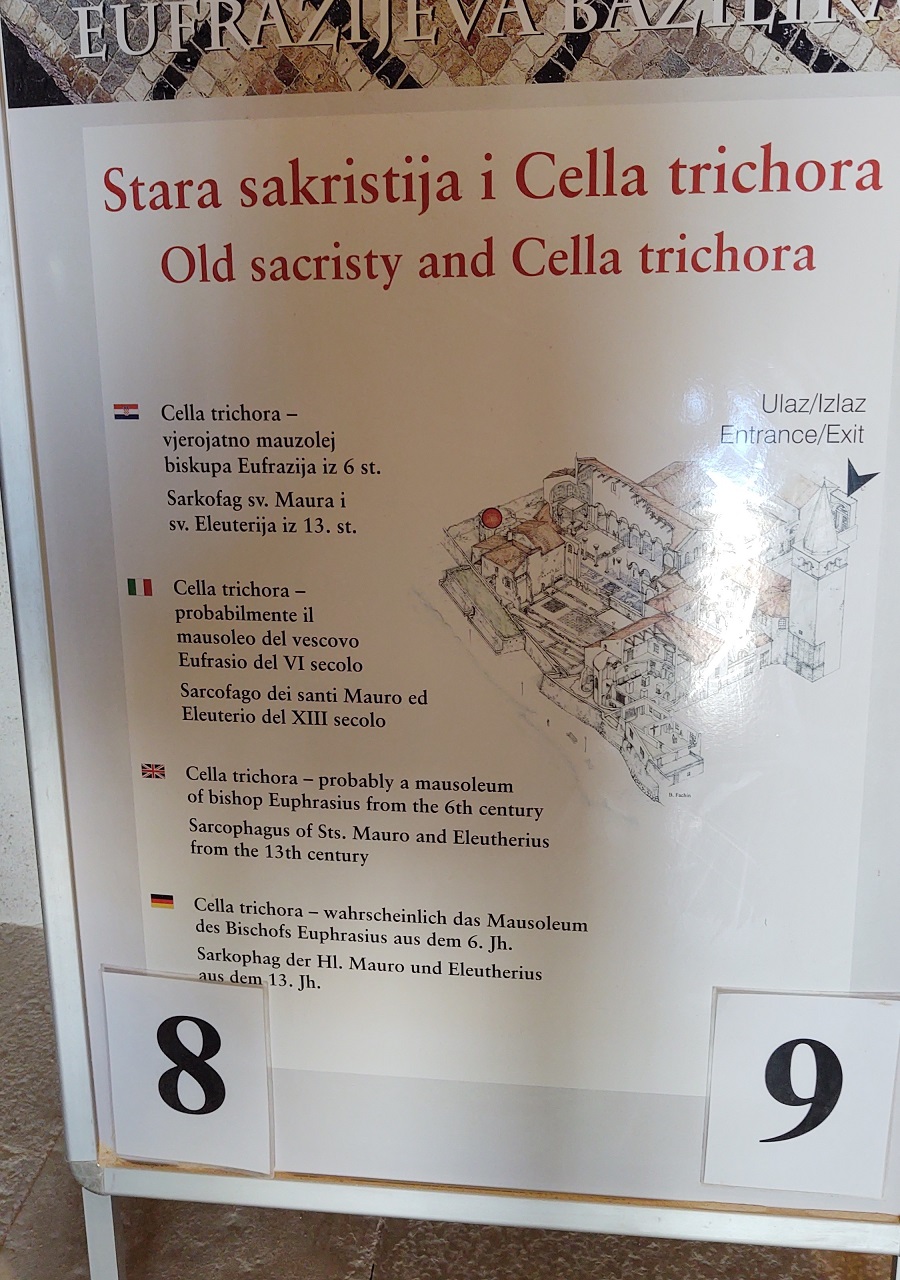 EUFRAZIJEVA BAZILIKA
Stara sakristija i Cella trichora
Old sacristy and Cella trichora
Cella trichora –
vjerojatno mauzolej
biskupa Eufrazija iz 6 st.
Sarkofag sv. Maura i
sv. Eleuterija iz 13. st.
Cella trichora –
probabilmente il
mausoleo del vescovo
Eufrasio del VI secolo
Sarcofago dei santi Mauro ed
Eleuterio del XIII secolo
Cella trichora – probably a mausoleum
of bishop Euphrasius from the 6th century
Sarcophagus of Sts. Mauro and Eleutherius
from the 13th century
Cella trichora – wahrscheinlich das Mausoleum
des Bischofs Euphrasius aus dem 6. Jh.
Sarkophag der Hl. Mauro und Eleutherius
aus dem 13. Jh.
Ulaz/Izlaz
Entrance/Exit
8
9